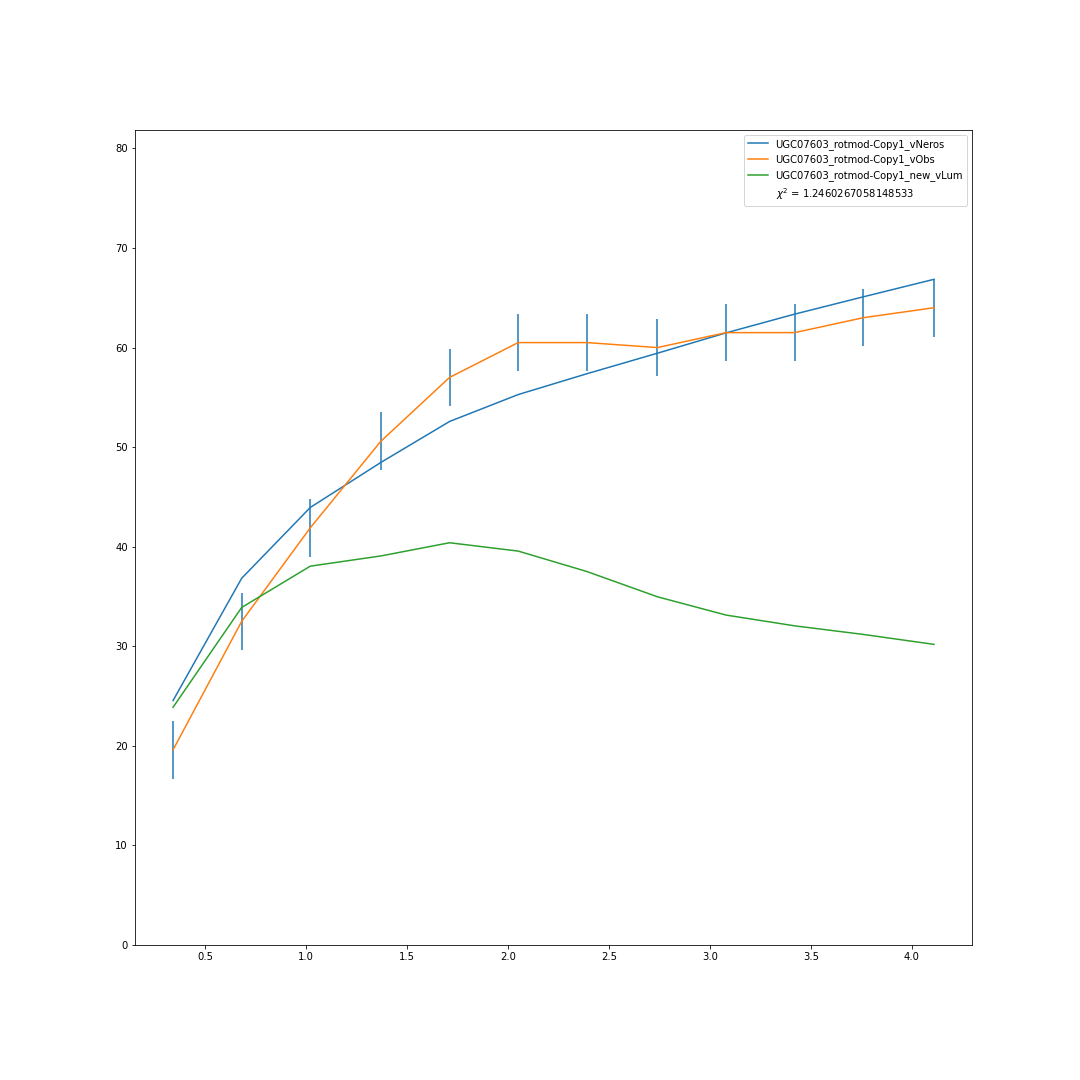 UGC07603_rotmod-Copy1_vNeros
UGC07603_rotmod-Copy1_vObs
UGC07603_rotmod-Copy1_new_vLum
χ² = 1.2460267058148533
80
70
60
50
40
30
20
10
0
0.5 1.0 1.5 2.0 2.5 3.0 3.5 4.0